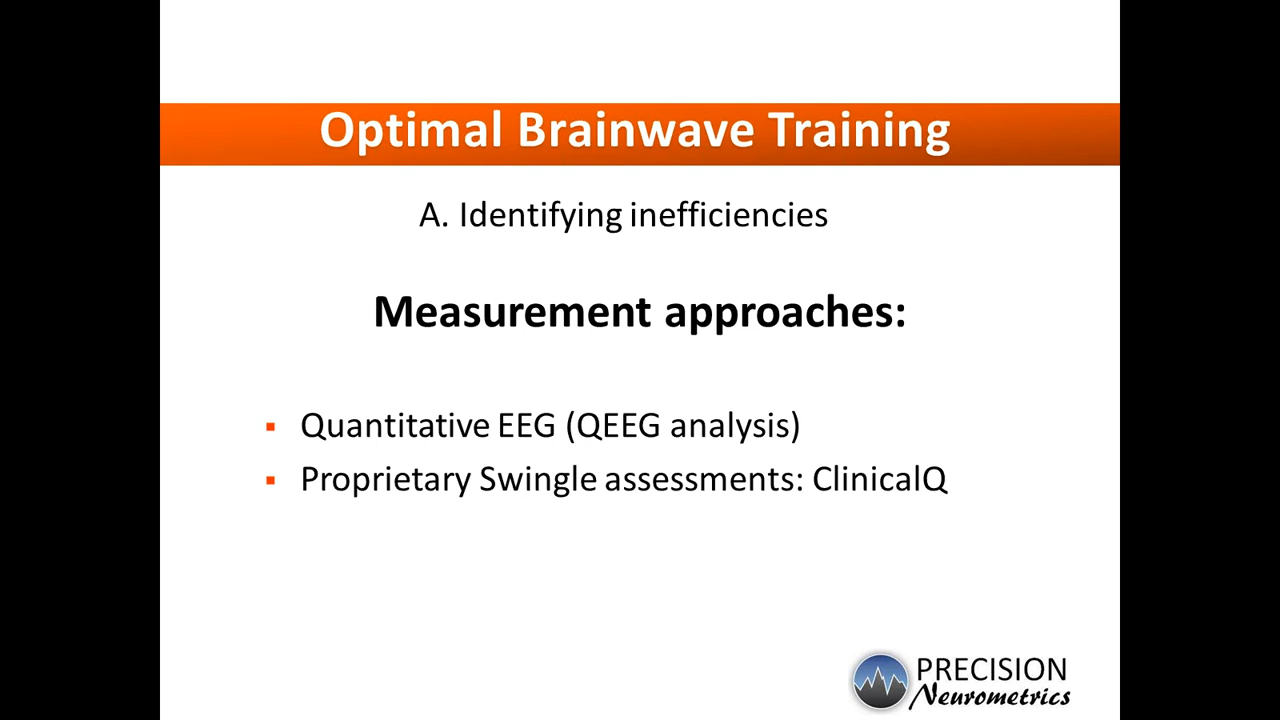 Optimal Brainwave Training
A. Identifying inefficiencies
Measurement approaches:
▪ Quantitative EEG (QEEG analysis)
▪ Proprietary Swingle assessments: ClinicalQ
PRECISION
Neurometrics